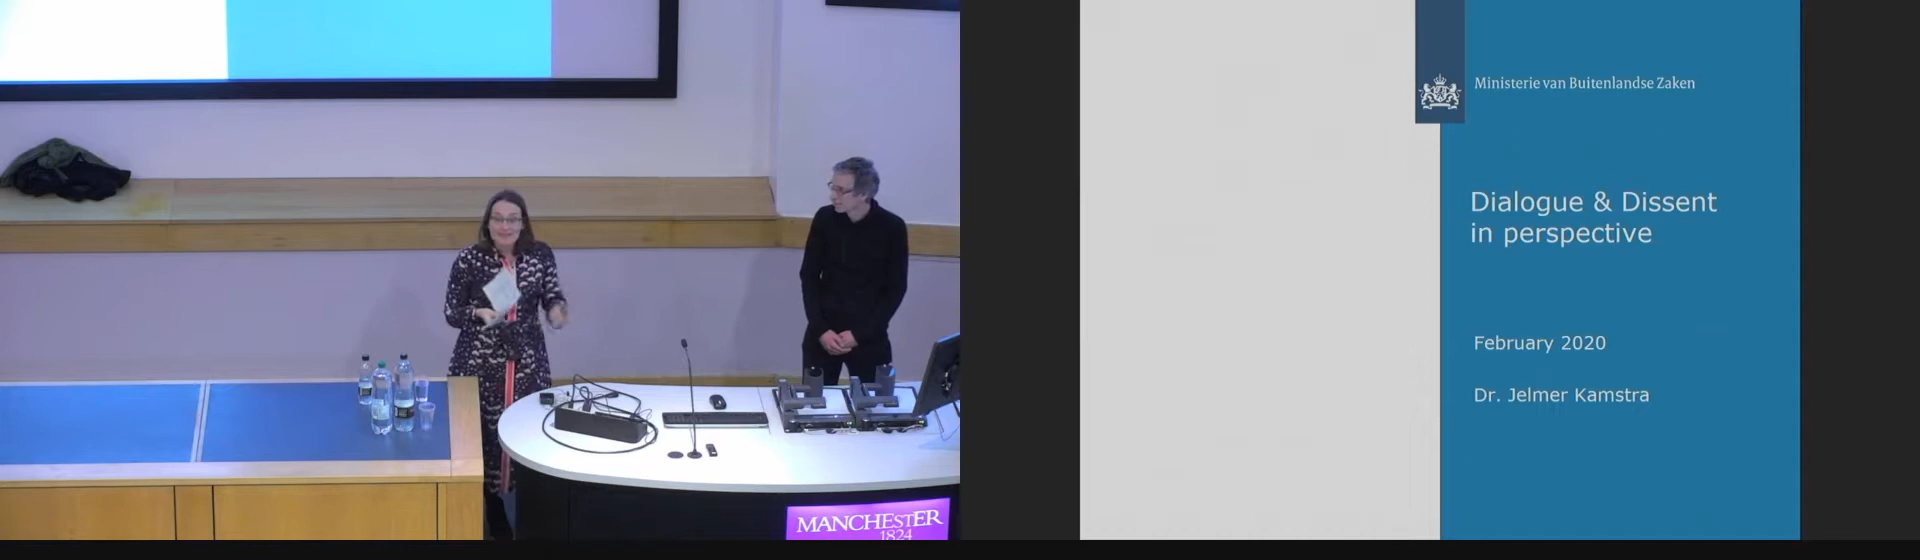 MANCHESTER
1824
Ministerie van Buitenlandse Zaken
Dialogue & Dissent
in perspective
February 2020
Dr. Jelmer Kamstra